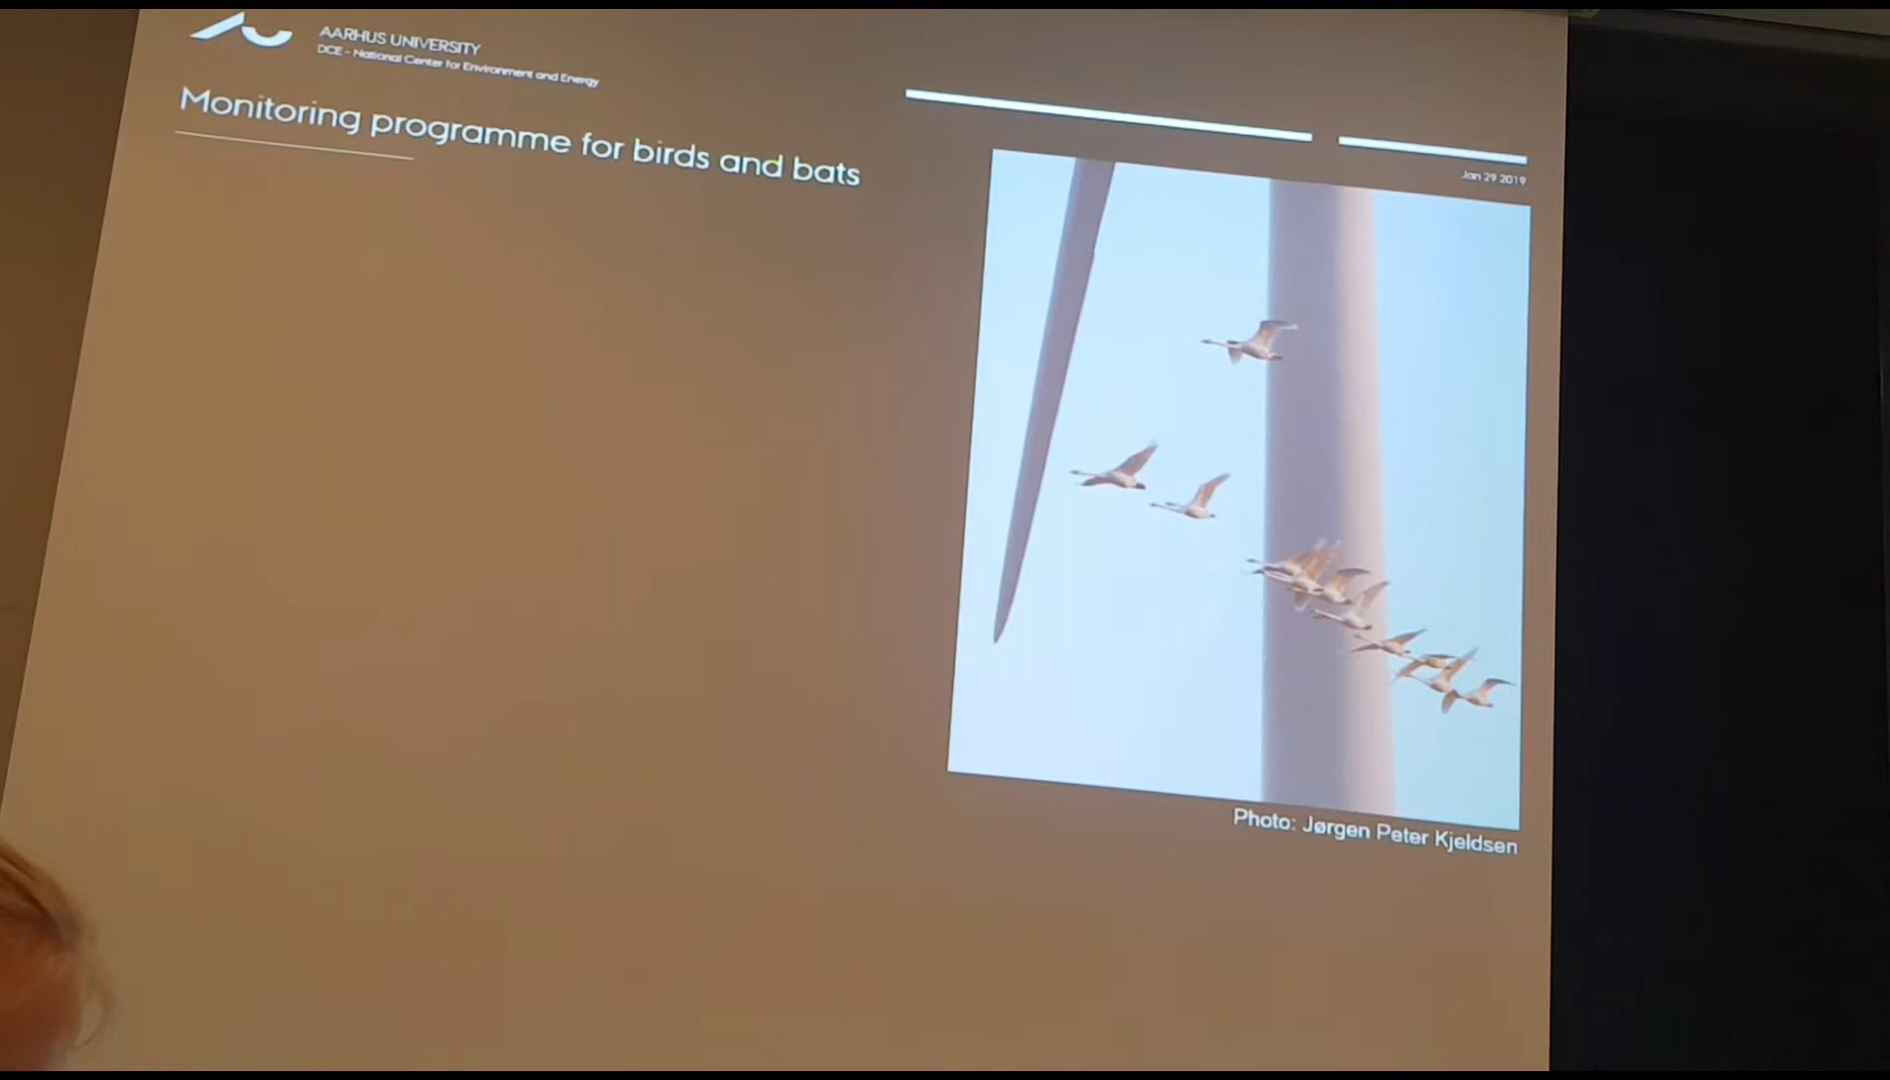 AARHUS UNIVERSITY
DCE - National Center for Environment and Energy
Monitoring programme for birds and bats
Jan 29 2019
Photo: Jørgen Peter Kjeldsen